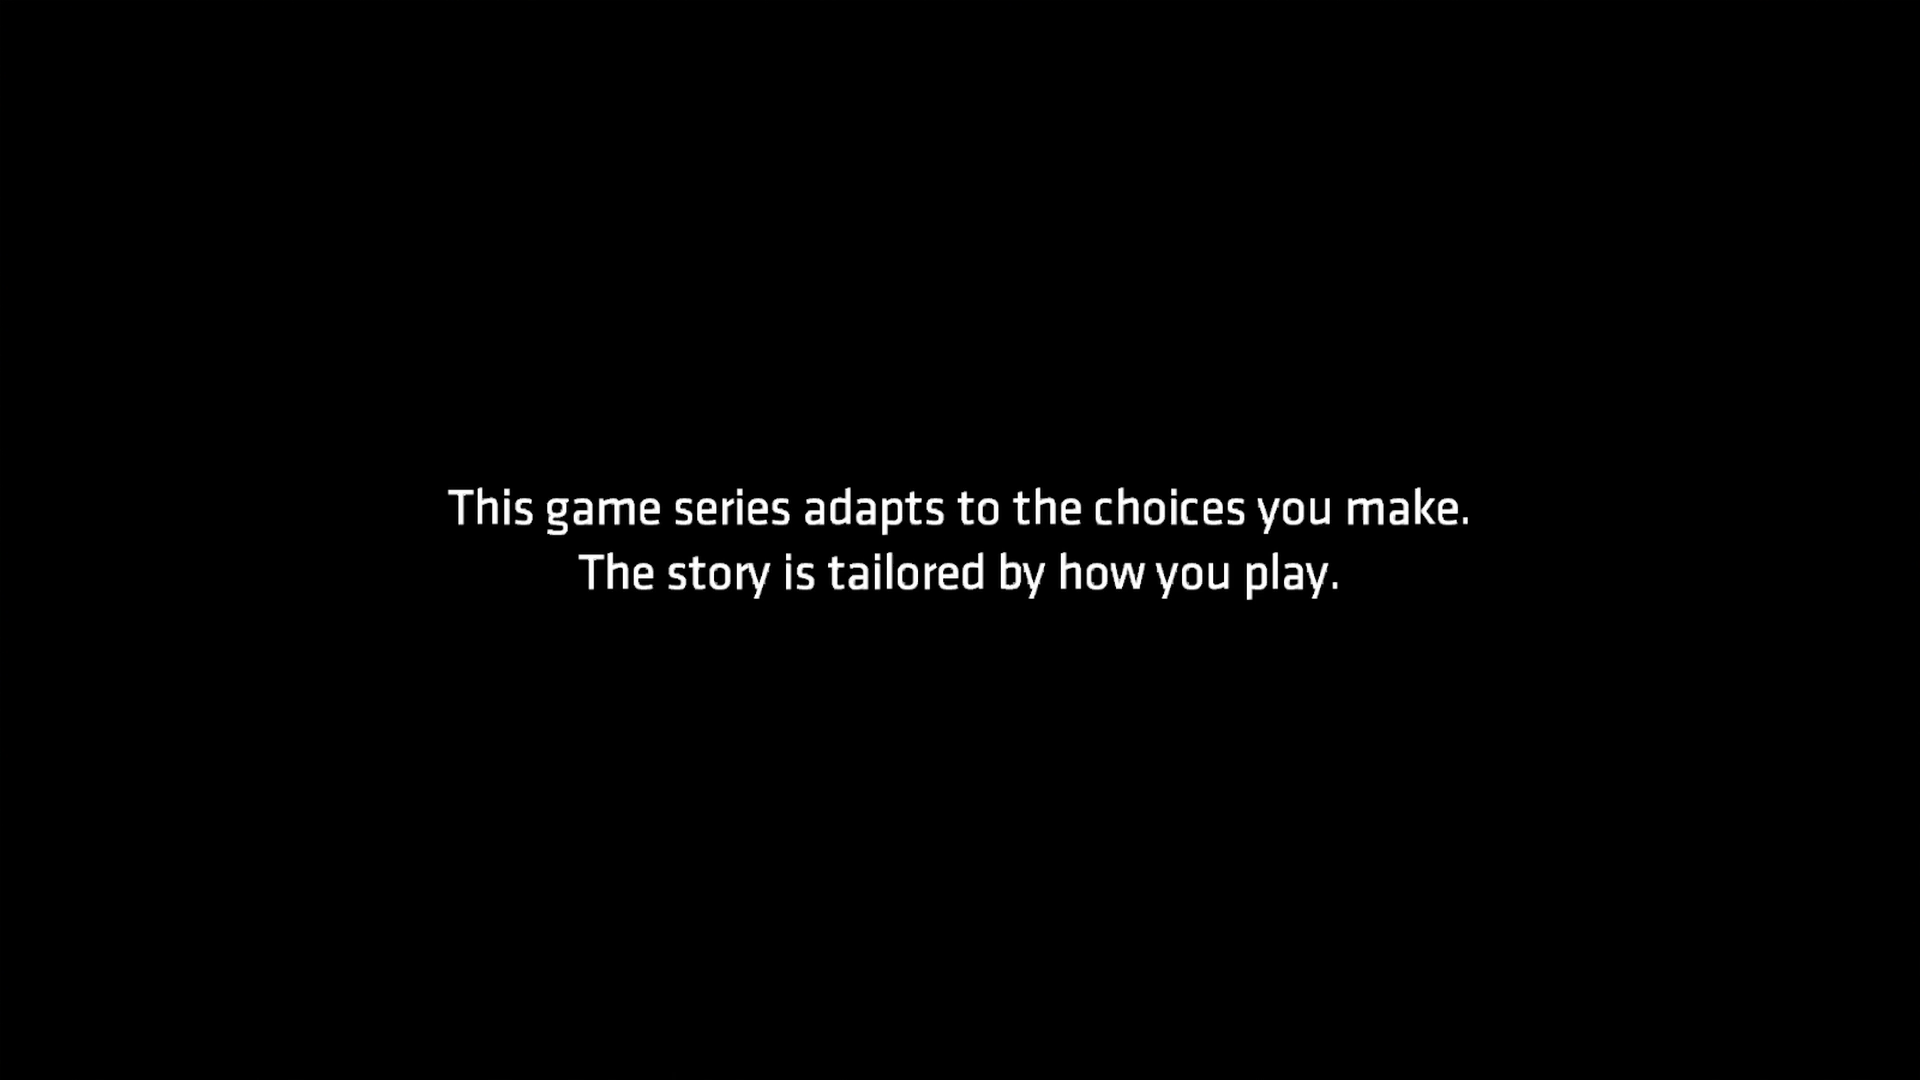 This game series adapts to the choices you make.
The story is tailored by how you play.